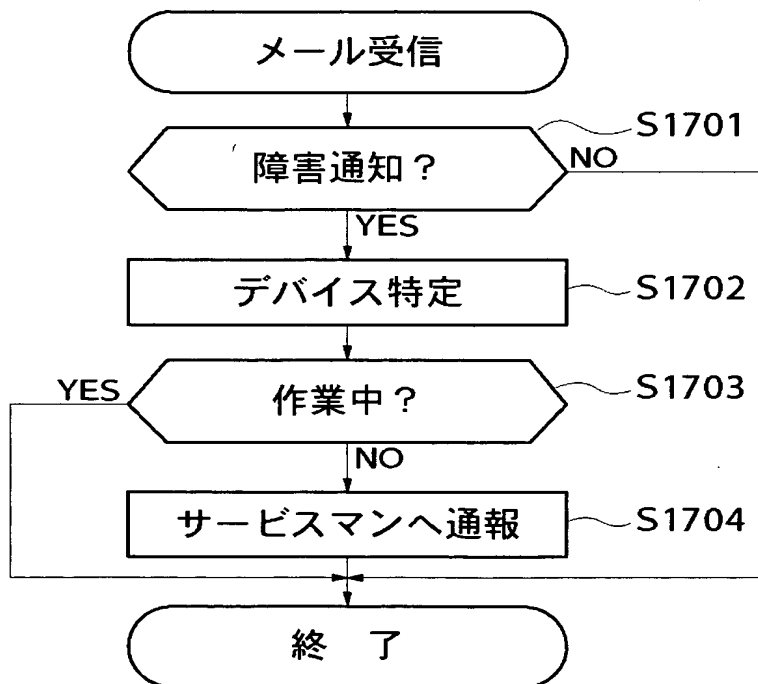 メール受信
S1701
障害通知？
NO
YES
デバイス特定
S1702
YES
作業中？
S1703
NO
サービスマンへ通報
S1704
終 了